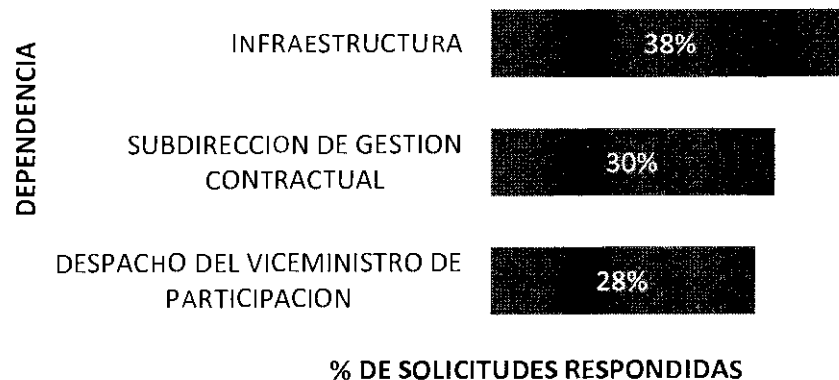 DEPENDENCIA
INFRAESTRUCTURA
38%
SUBDIRECCION DE GESTION
CONTRACTUAL
30%
DESPACHO DEL VICEMINISTRO DE
PARTICIPACION
28%
% DE SOLICITUDES RESPONDIDAS